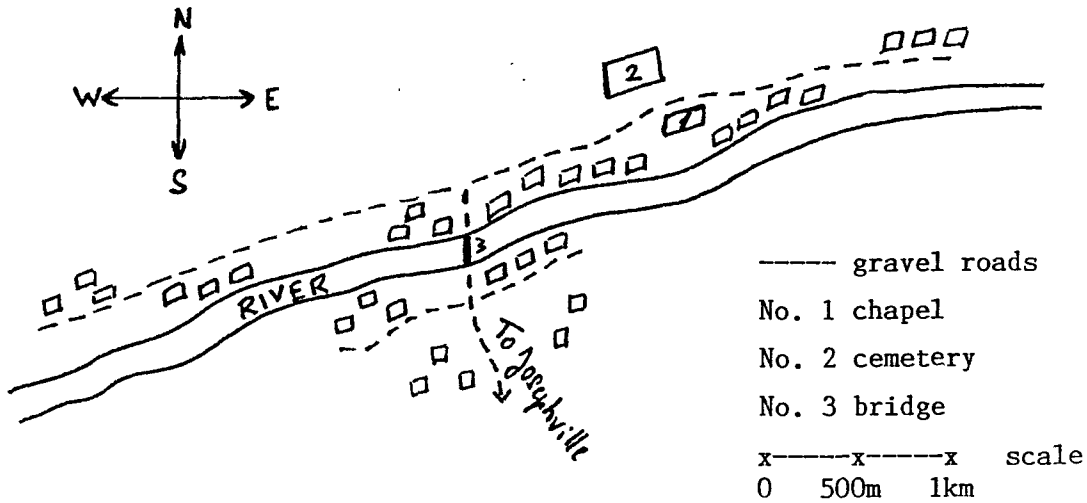 N
W E
S
2
1
3
RIVER
To Josephville
----- gravel roads
No. 1 chapel
No. 2 cemetery
No. 3 bridge
x-----x-----x scale
0 500m 1km